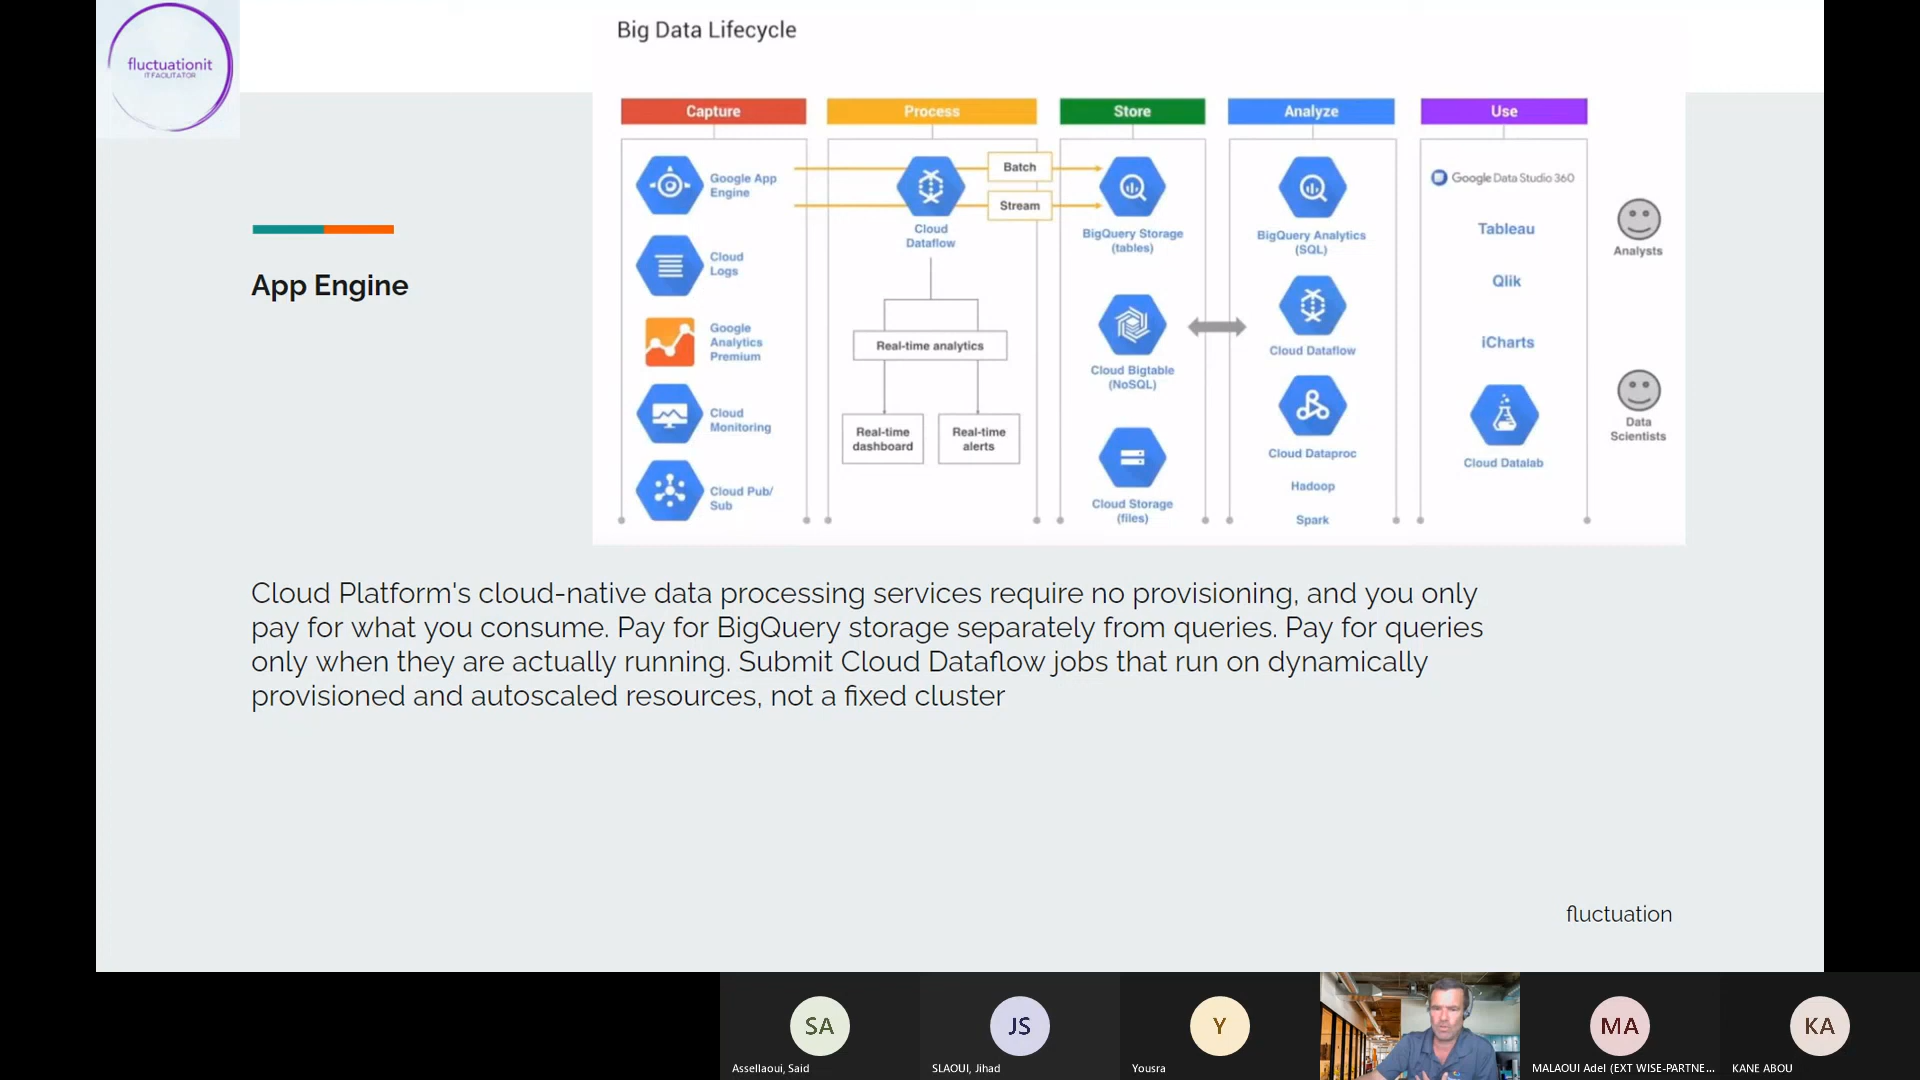 fluctuationit
IT FACILITATOR
Big Data Lifecycle
Capture
Process
Store
Analyze
Use
Google App
Engine
Cloud
Logs
Google
Analytics
Premium
Cloud
Monitoring
Cloud Pub/
Sub
Cloud
Dataflow
Batch
Stream
Real-time analytics
Real-time
dashboard
Real-time
alerts
BigQuery Storage
(tables)
Cloud Bigtable
(NoSQL)
Cloud Storage
(files)
BigQuery Analytics
(SQL)
Cloud Dataflow
Cloud Dataproc
Hadoop
Spark
Google Data Studio 360
Tableau
Qlik
iCharts
Cloud Datalab
Analysts
Data
Scientists
App Engine
Cloud Platform's cloud-native data processing services require no provisioning, and you only
pay for what you consume. Pay for BigQuery storage separately from queries. Pay for queries
only when they are actually running. Submit Cloud Dataflow jobs that run on dynamically
provisioned and autoscaled resources, not a fixed cluster
fluctuation
SA
JS
Y
MA
KA
Assellaoui, Said
SLAOUI, Jihad
Yousra
MALAOUI Adel (EXT WISE-PARTNE...
KANE ABOU